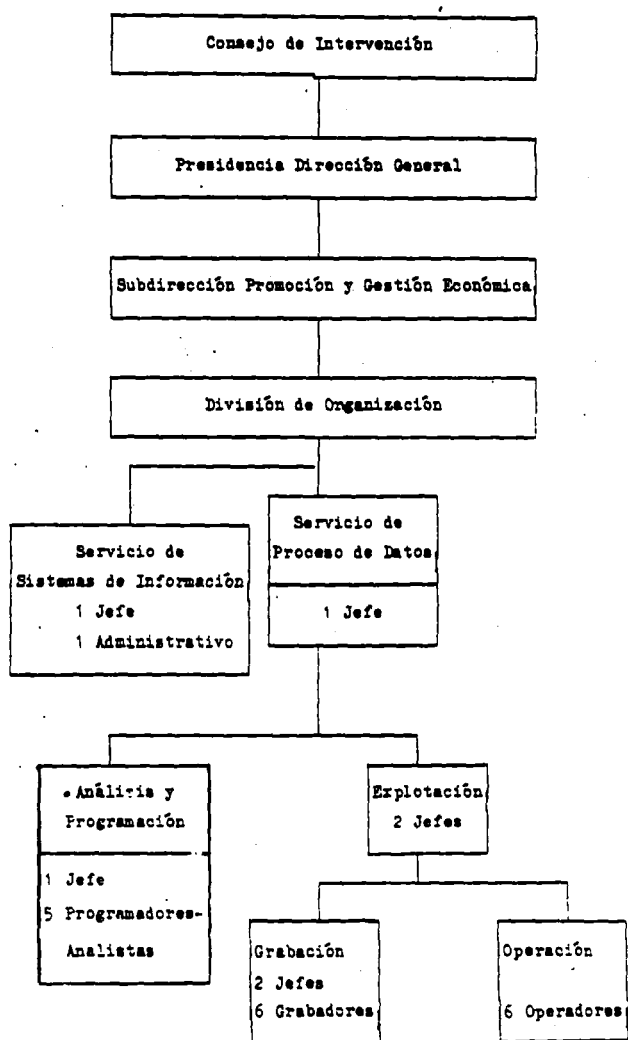 Consejo de Intervención
Presidencia Dirección General
Subdirección Promoción y Gestión Económica
División de Organización
Servicio de
Sistemas de Información
1 Jefe
1 Administrativo
Servicio de
Proceso de Datos
1 Jefe
Análisis y
Programación
1 Jefe
5 Programadores-
Analistas
Explotación
2 Jefes
Grabación
2 Jefes
6 Grabadores
Operación
6 Operadores